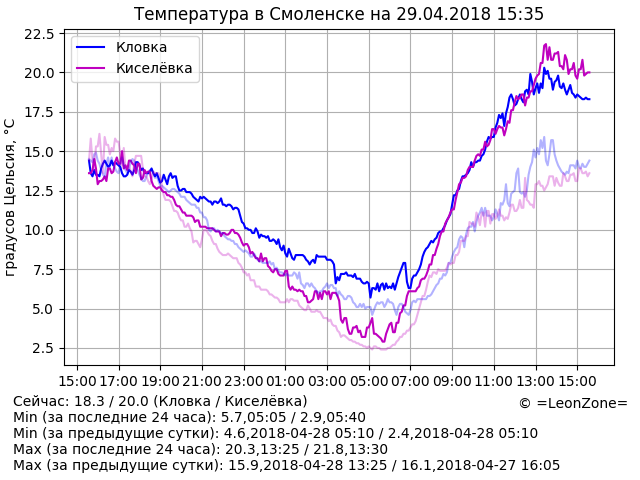 Температура в Смоленске на 29.04.2018 15:35
градусов Цельсия, °C
22.5
20.0
17.5
15.0
12.5
10.0
7.5
5.0
2.5
Кловка
Киселёвка
15:00 17:00 19:00 21:00 23:00 01:00 03:00 05:00 07:00 09:00 11:00 13:00 15:00
Сейчас: 18.3 / 20.0 (Кловка / Киселёвка)
© =LeonZone=
Min (за последние 24 часа): 5.7,05:05 / 2.9,05:40
Min (за предыдущие сутки): 4.6,2018-04-28 05:10 / 2.4,2018-04-28 05:10
Max (за последние 24 часа): 20.3,13:25 / 21.8,13:30
Max (за предыдущие сутки): 15.9,2018-04-28 13:25 / 16.1,2018-04-27 16:05